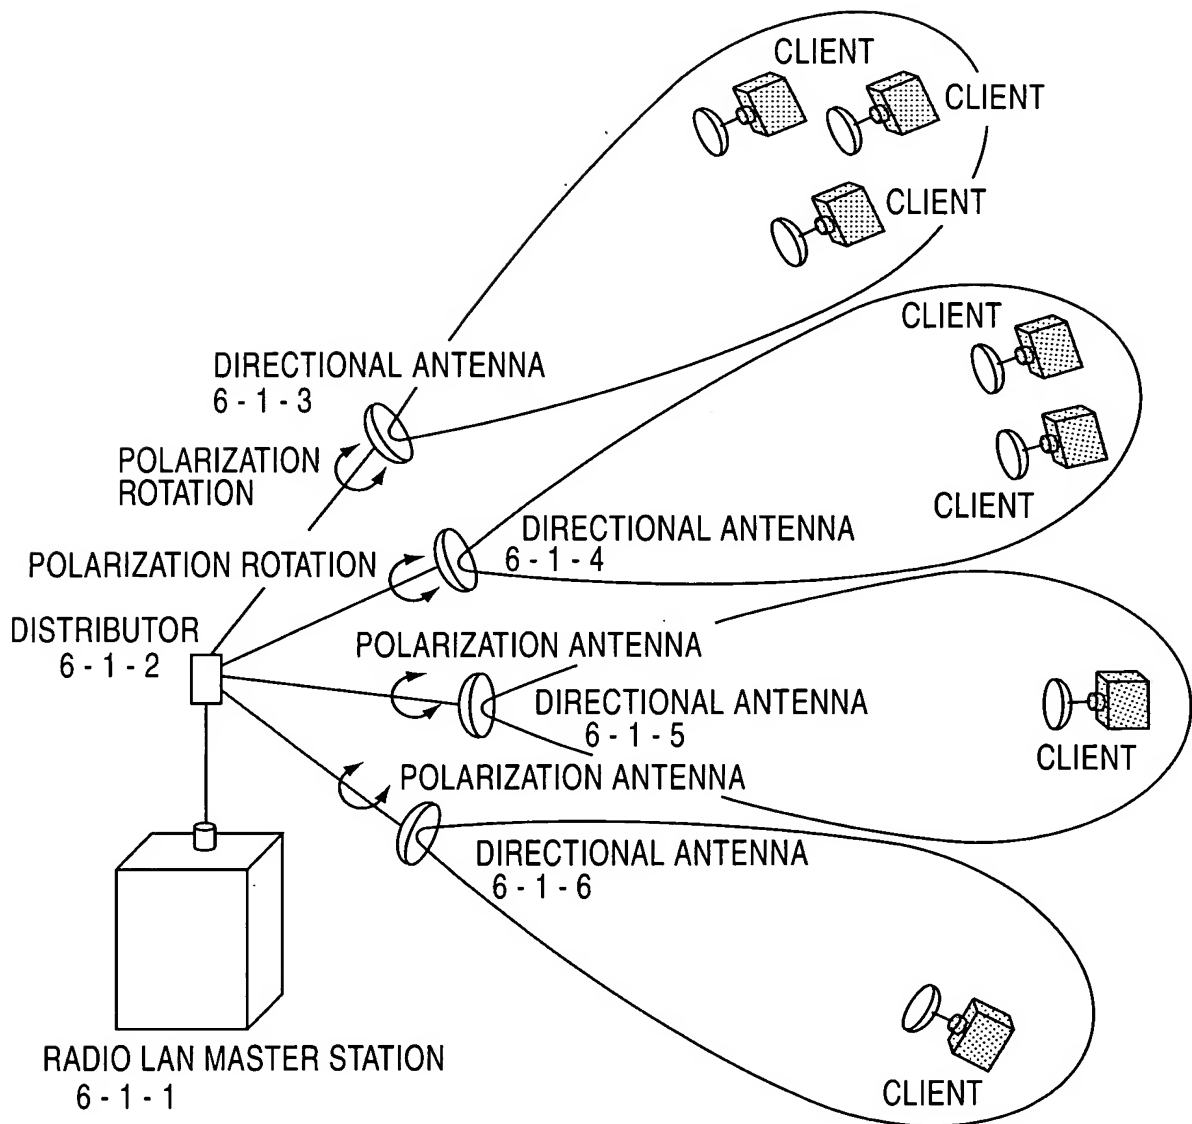 CLIENT
CLIENT
CLIENT
CLIENT
DIRECTIONAL ANTENNA
6 - 1 - 3
POLARIZATION
ROTATION
CLIENT
DIRECTIONAL ANTENNA
6 - 1 - 4
POLARIZATION ROTATION
DISTRIBUTOR
6 - 1 - 2
POLARIZATION ANTENNA
DIRECTIONAL ANTENNA
6 - 1 - 5
CLIENT
POLARIZATION ANTENNA
DIRECTIONAL ANTENNA
6 - 1 - 6
RADIO LAN MASTER STATION
6 - 1 - 1
CLIENT